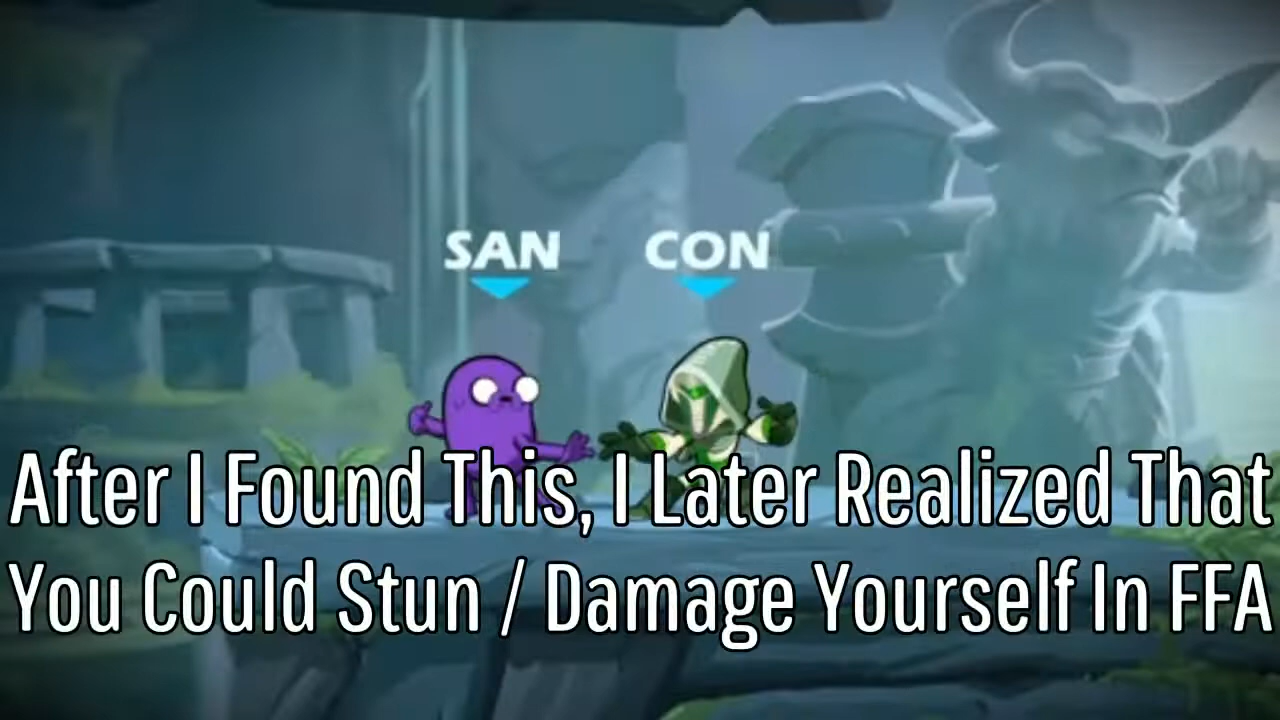 SAN CON
After I Found This, I Later Realized That
You Could Stun / Damage Yourself In FFA